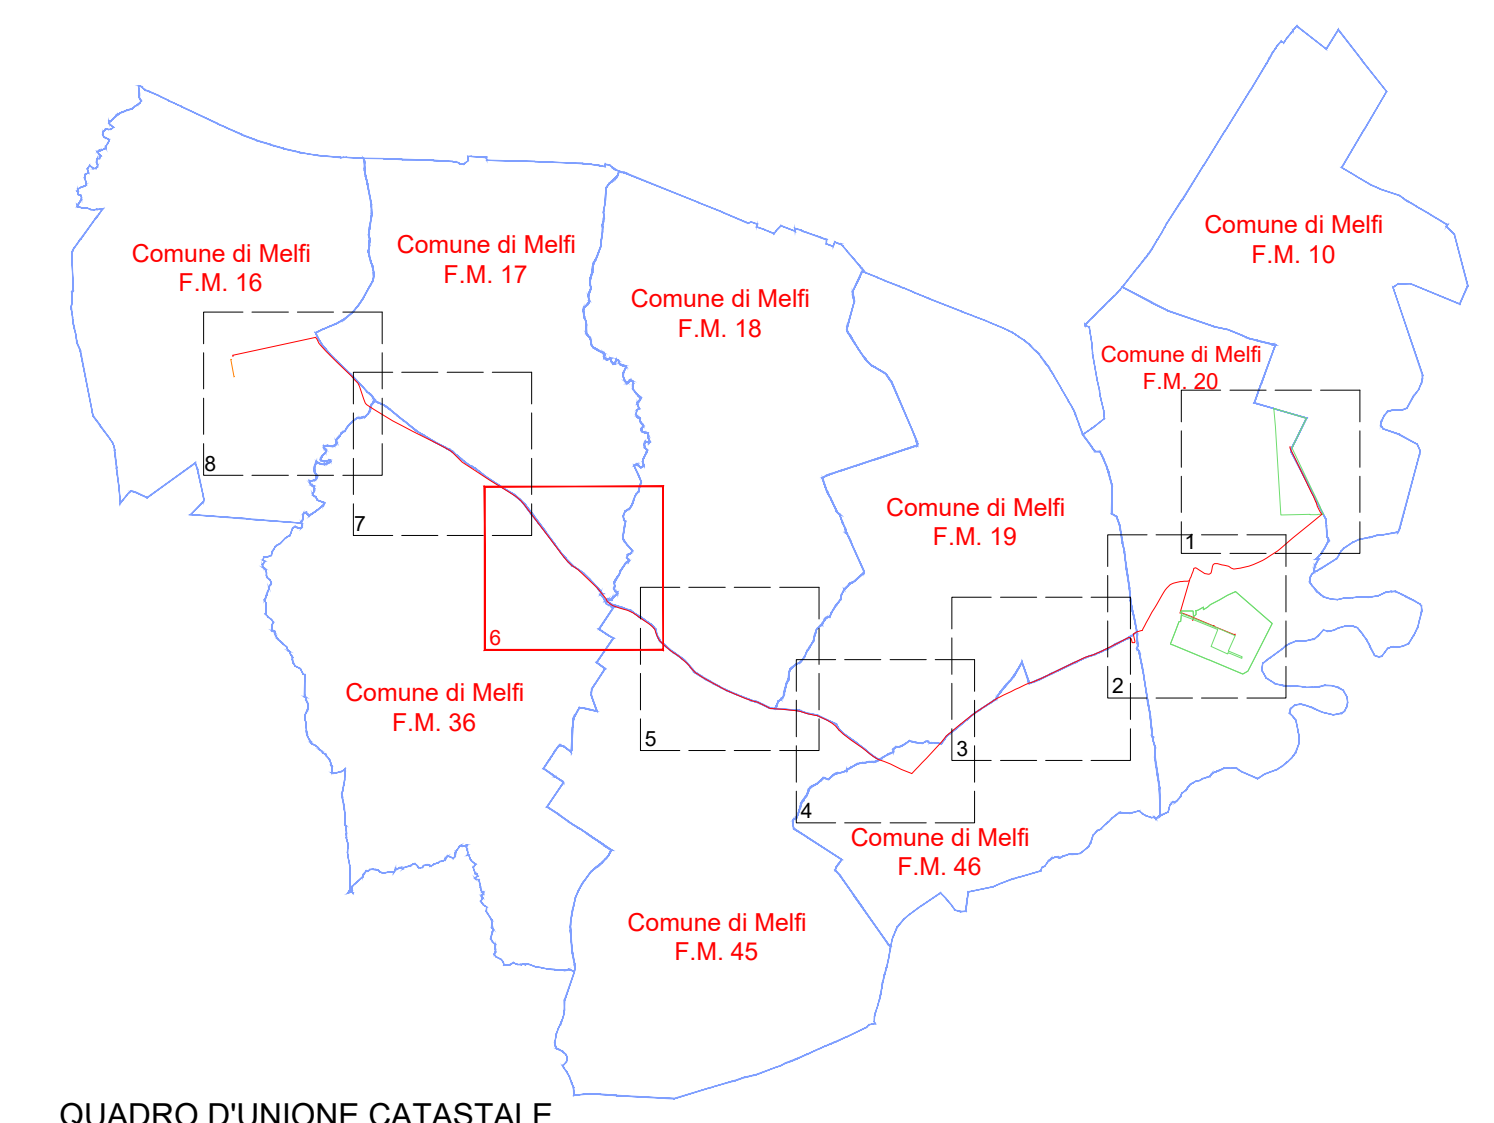 Comune di Melfi
F.M. 10
Comune di Melfi
F.M. 16
Comune di Melfi
F.M. 17
Comune di Melfi
F.M. 18
Comune di Melfi
F.M. 20
8
7
Comune di Melfi
F.M. 19
1
6
Comune di Melfi
F.M. 36
2
5
3
4
Comune di Melfi
F.M. 46
Comune di Melfi
F.M. 45
QUADRO D'UNIONE CATASTALE